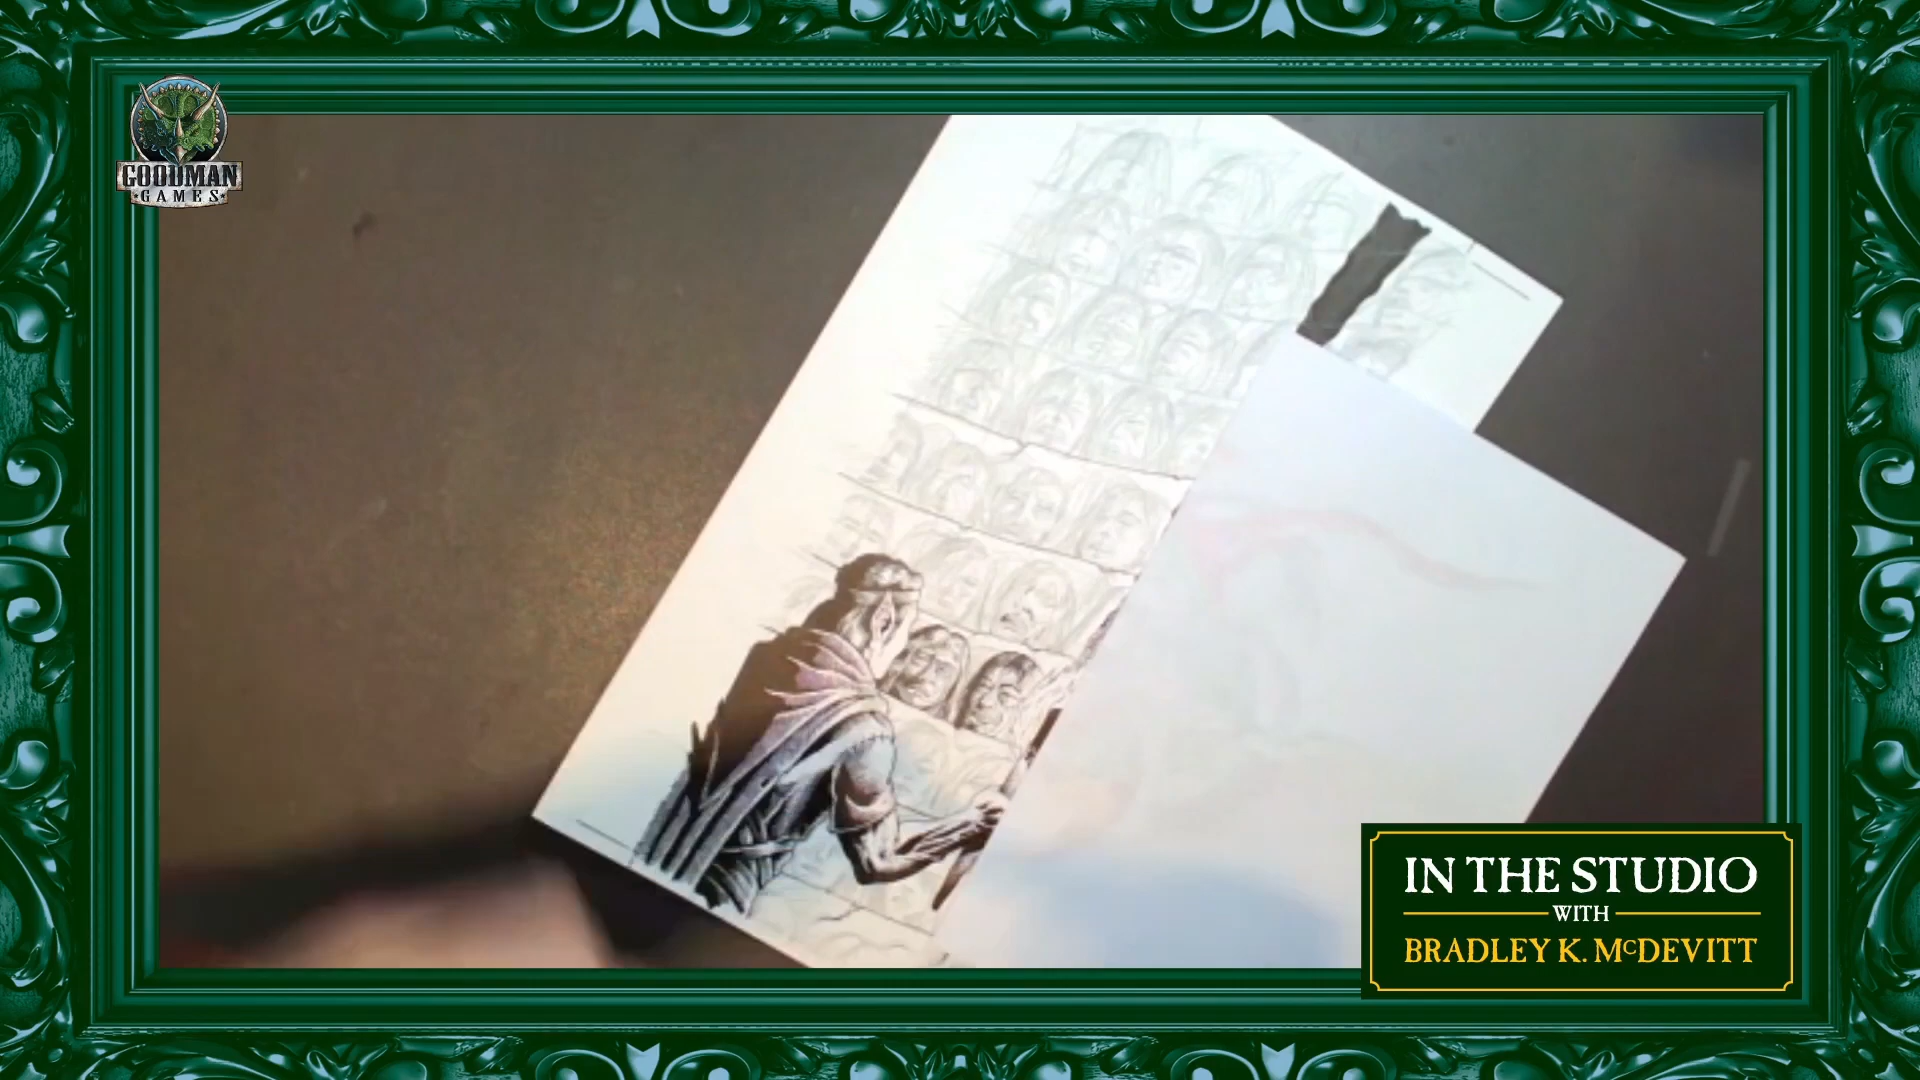 GOODMAN
GAMES
IN THE STUDIO
WITH
BRADLEY K. McDEVITT